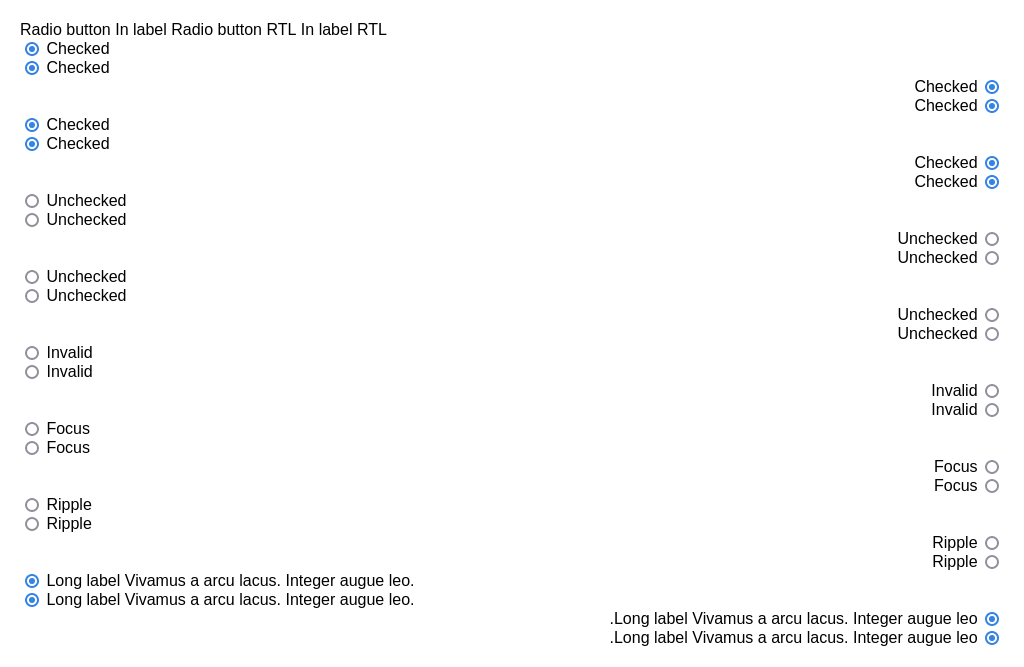 Radio button In label Radio button RTL In label RTL
Checked
Checked
Checked
Checked
Checked
Checked
Checked
Checked
Unchecked
Unchecked
Unchecked
Unchecked
Unchecked
Unchecked
Unchecked
Unchecked
Invalid
Invalid
Invalid
Invalid
Focus
Focus
Focus
Focus
Ripple
Ripple
Ripple
Ripple
Long label Vivamus a arcu lacus. Integer augue leo.
Long label Vivamus a arcu lacus. Integer augue leo.
.Long label Vivamus a arcu lacus. Integer augue leo
.Long label Vivamus a arcu lacus. Integer augue leo